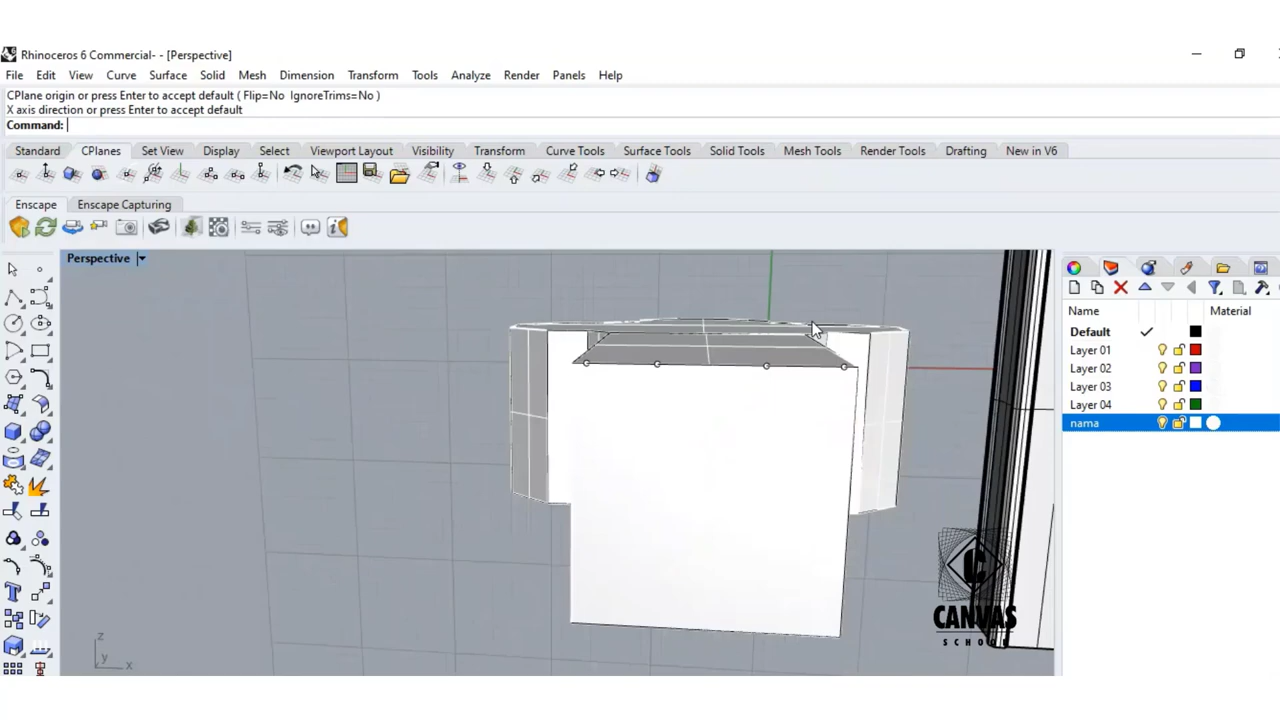 Rhinoceros 6 Commercial- - [Perspective]
File Edit View Curve Surface Solid Mesh Dimension Transform Tools Analyze Render Panels Help
CPlane origin or press Enter to accept default ( Flip=No IgnoreTrims=No )
X axis direction or press Enter to accept default
Command:
Standard CPlanes Set View Display Select Viewport Layout Visibility Transform Curve Tools Surface Tools Solid Tools Mesh Tools Render Tools Drafting New in V6
Enscape Enscape Capturing
Perspective
Name Material
Default
Layer 01
Layer 02
Layer 03
Layer 04
nama
z
y x
CANVAS
SCHOOL